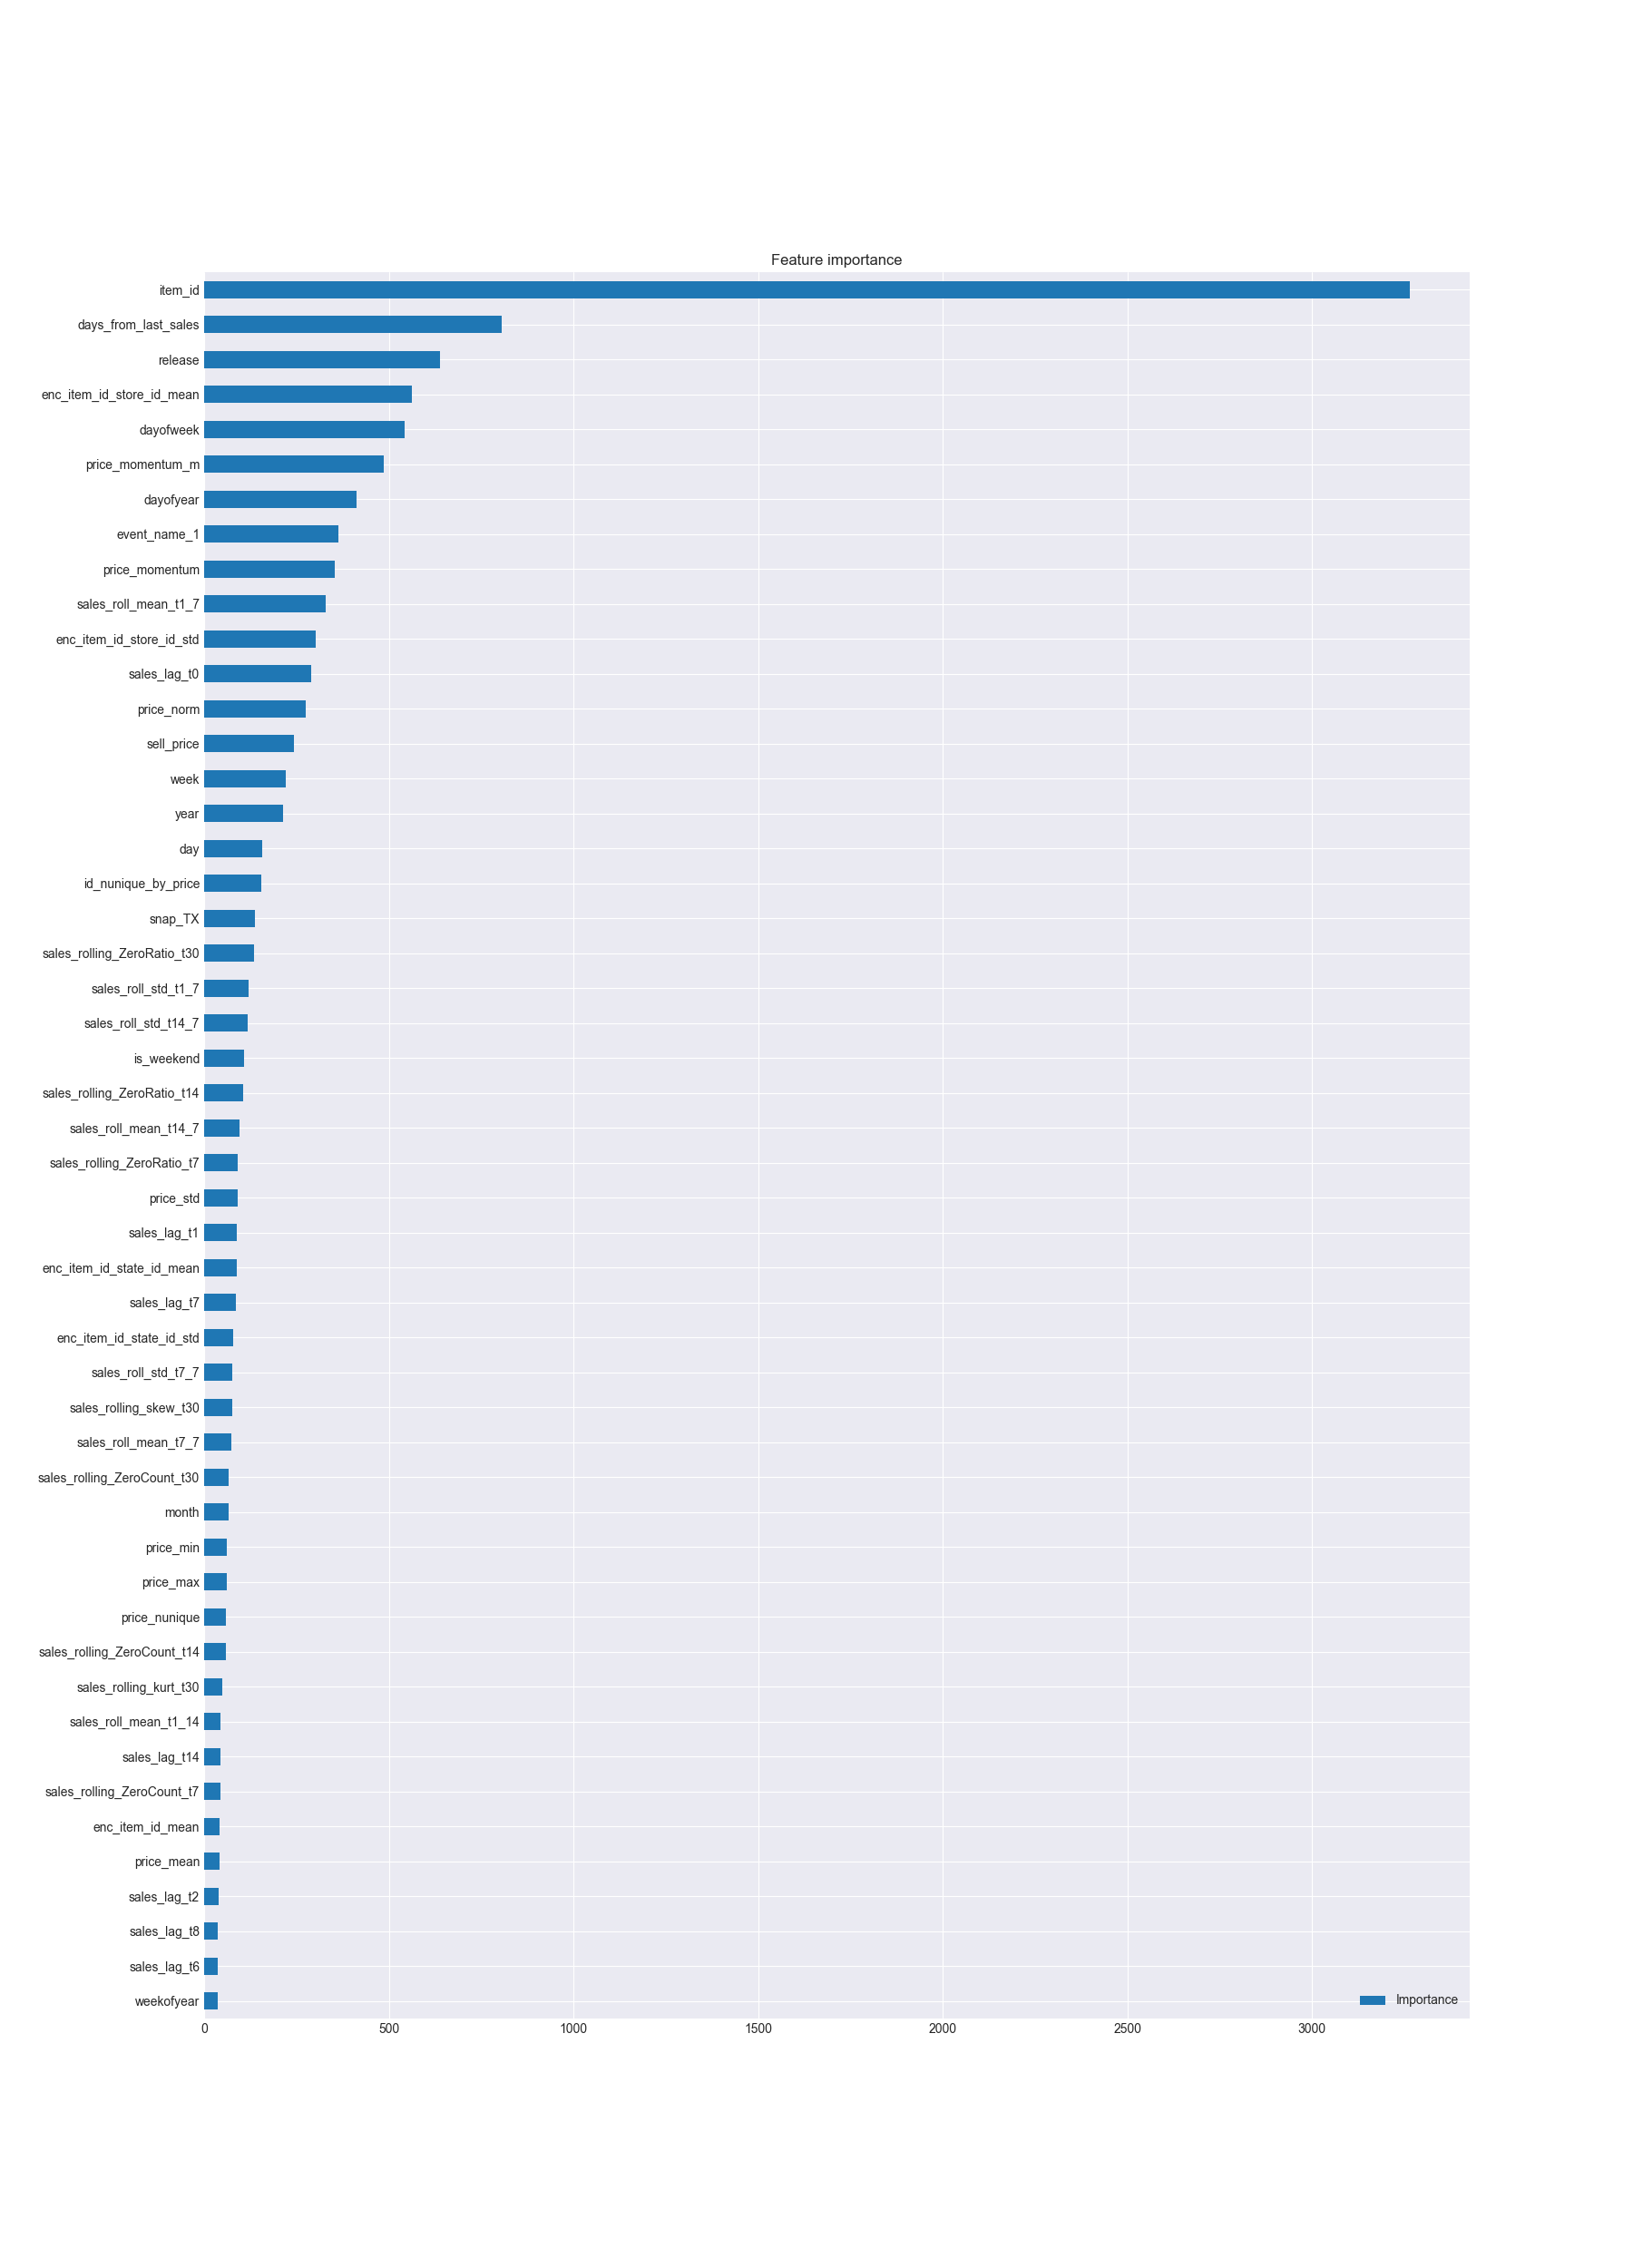 Feature importance
item_id
days_from_last_sales
release
enc_item_id_store_id_mean
dayofweek
price_momentum_m
dayofyear
event_name_1
price_momentum
sales_roll_mean_t1_7
enc_item_id_store_id_std
sales_lag_t0
price_norm
sell_price
week
year
day
id_nunique_by_price
snap_TX
sales_rolling_ZeroRatio_t30
sales_roll_std_t1_7
sales_roll_std_t14_7
is_weekend
sales_rolling_ZeroRatio_t14
sales_roll_mean_t14_7
sales_rolling_ZeroRatio_t7
price_std
sales_lag_t1
enc_item_id_state_id_mean
sales_lag_t7
enc_item_id_state_id_std
sales_roll_std_t7_7
sales_rolling_skew_t30
sales_roll_mean_t7_7
sales_rolling_ZeroCount_t30
month
price_min
price_max
price_nunique
sales_rolling_ZeroCount_t14
sales_rolling_kurt_t30
sales_roll_mean_t1_14
sales_lag_t14
sales_rolling_ZeroCount_t7
enc_item_id_mean
price_mean
sales_lag_t2
sales_lag_t8
sales_lag_t6
weekofyear
Importance
0 500 1000 1500 2000 2500 3000